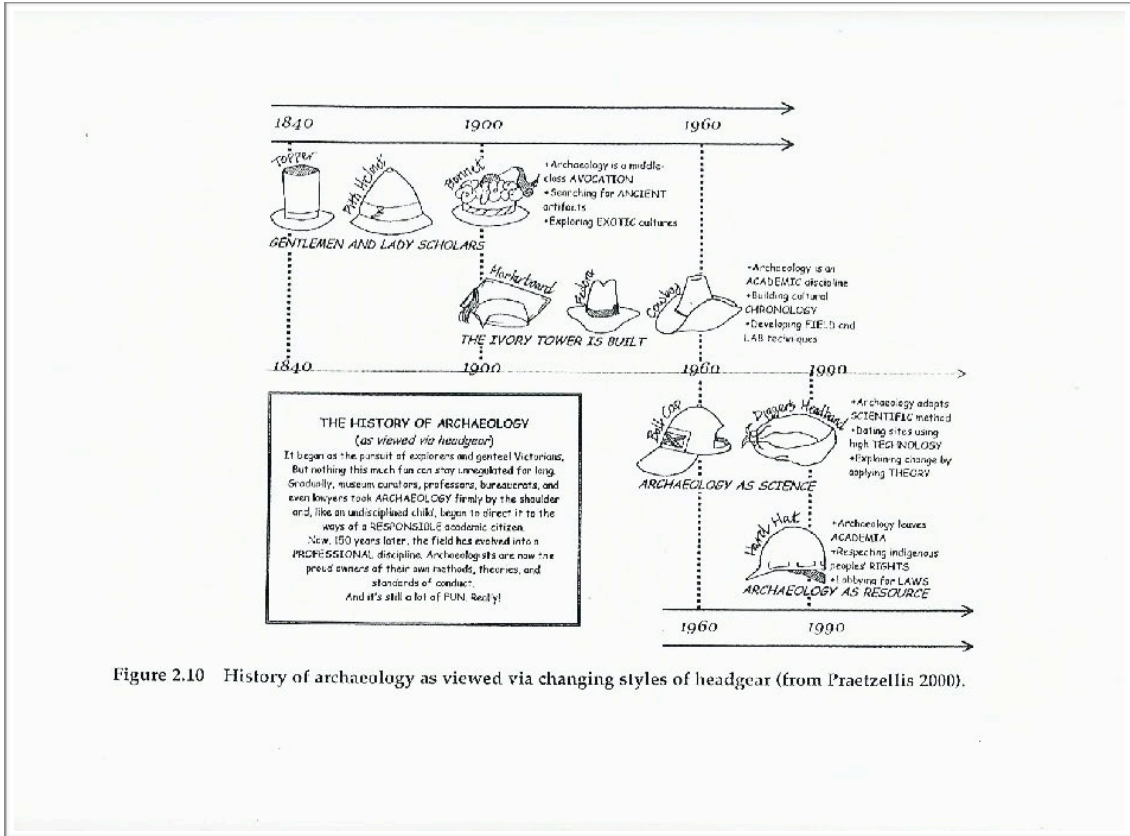 1840 1900 1960
Topper
Pith Helmet
Bonnet
•Archaeology is a middle-
class AVOCATION
•Searching for ANCIENT
artifacts
•Exploring EXOTIC cultures
GENTLEMEN AND LADY SCHOLARS
Mortarboard
Fedora
Cowboy
•Archaeology is an
ACADEMIC discipline
•Building cultural
CHRONOLOGY
•Developing FIELD and
LAB techniques
THE IVORY TOWER IS BUILT
1840 1900 1960 1990
THE HISTORY OF ARCHAEOLOGY
(as viewed via headgear)
It began as the pursuit of explorers and genteel Victorians,
But nothing this much fun can stay unregulated for long.
Gradually, museum curators, professors, bureaucrats, and
even lawyers took ARCHAEOLOGY firmly by the shoulder
and, like an undisciplined child, began to direct it to the
ways of a RESPONSIBLE academic citizen.
Now, 150 years later, the field has evolved into a
PROFESSIONAL discipline. Archaeologists are now the
proud owners of their own methods, theories, and
standards of conduct.
And it's still a lot of FUN. Really!
Ball Cap
Diggers Headband
•Archaeology adopts
SCIENTIFIC method
•Dating sites using
high TECHNOLOGY
•Explaining change by
applying THEORY
ARCHAEOLOGY AS SCIENCE
Hard Hat
•Archaeology leaves
ACADEMIA
•Respecting indigenous
peoples' RIGHTS
•Lobbying for LAWS
ARCHAEOLOGY AS RESOURCE
1960 1990
Figure 2.10 History of archaeology as viewed via changing styles of headgear (from Praetzellis 2000).